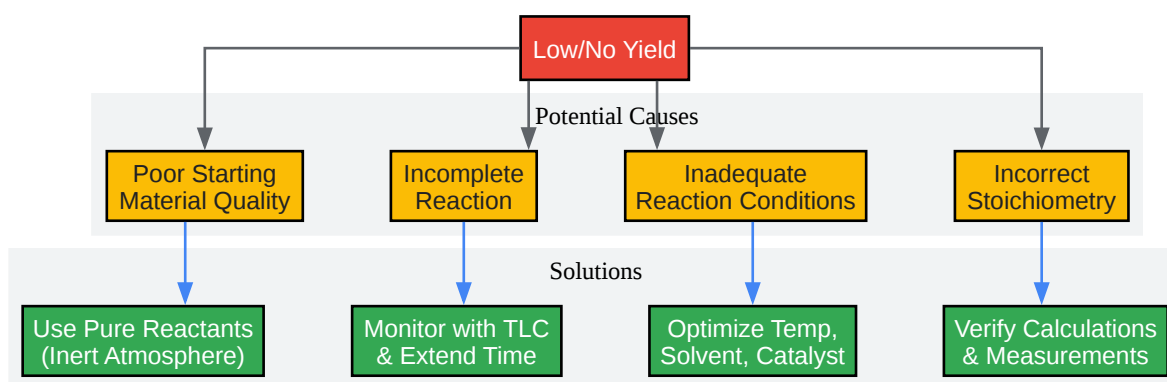 Low/No Yield
Potential Causes
Poor Starting
Material Quality
Incomplete
Reaction
Inadequate
Reaction Conditions
Incorrect
Stoichiometry
Solutions
Use Pure Reactants
(Inert Atmosphere)
Monitor with TLC
& Extend Time
Optimize Temp,
Solvent, Catalyst
Verify Calculations
& Measurements